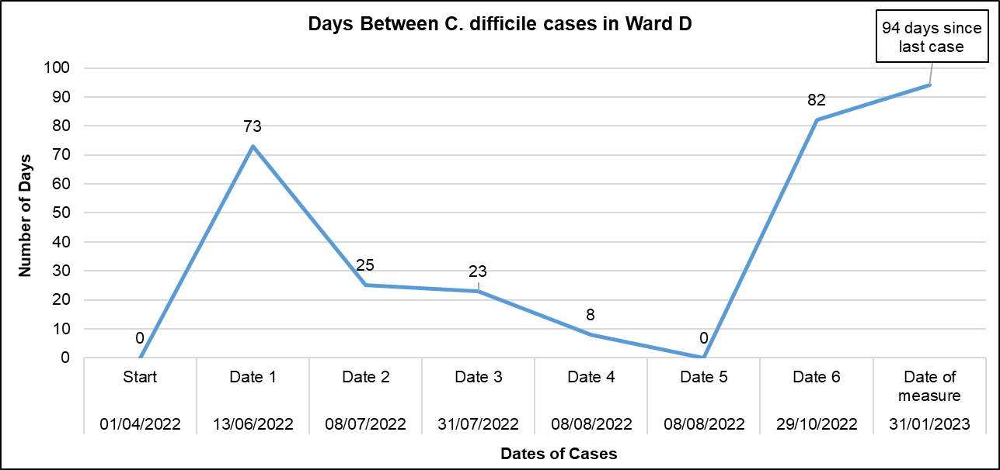 Days Between C. difficile cases in Ward D
94 days since
last case
Number of Days
100
90
80
70
60
50
40
30
20
10
0
0
73
25
23
8
0
82
Start
Date 1
Date 2
Date 3
Date 4
Date 5
Date 6
Date of
measure
01/04/2022
13/06/2022
08/07/2022
31/07/2022
08/08/2022
08/08/2022
29/10/2022
31/01/2023
Dates of Cases